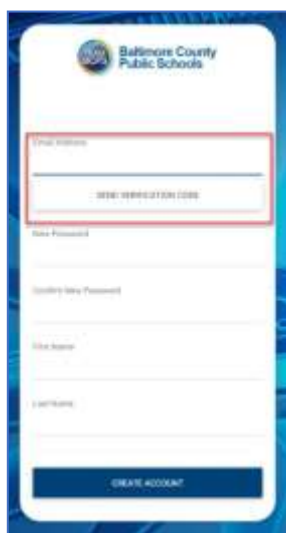 Baltimore County
Public Schools
Email Address
SEND VERIFICATION CODE
New Password
Confirm New Password
First Name
Last Name
CREATE ACCOUNT